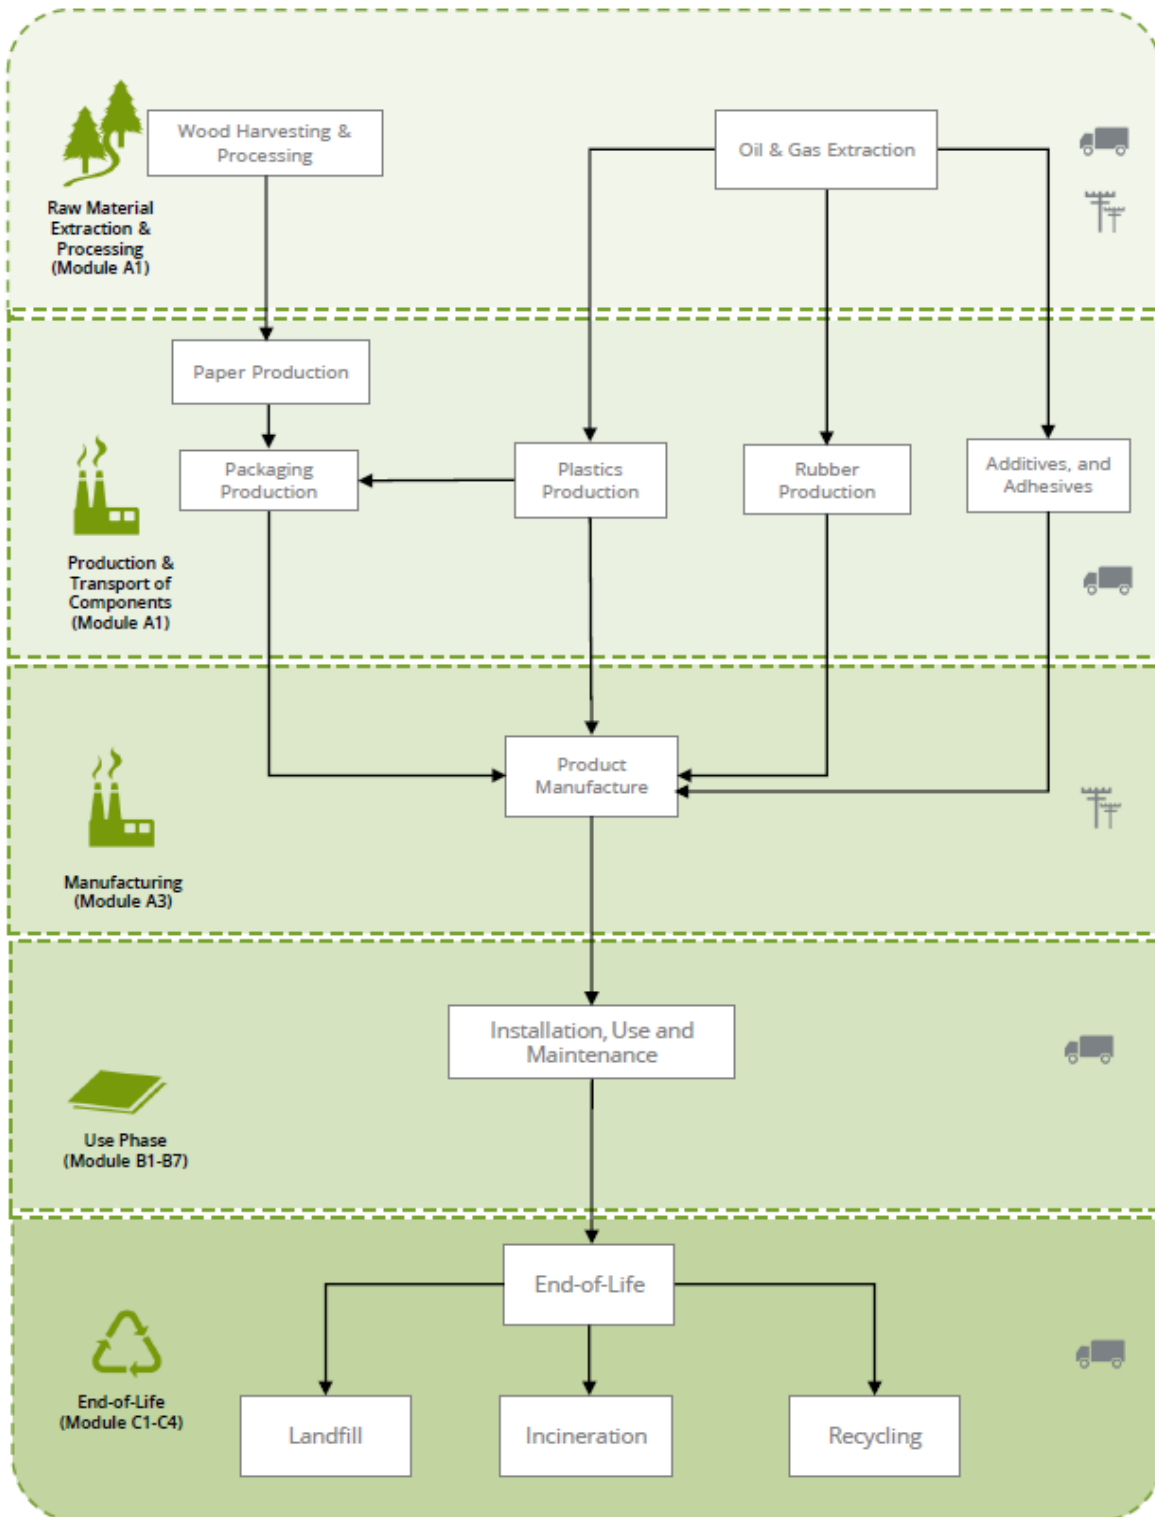 Wood Harvesting &
Processing
Oil & Gas Extraction
Raw Material
Extraction &
Processing
(Module A1)
Paper Production
Packaging
Production
Plastics
Production
Rubber
Production
Additives, and
Adhesives
Production &
Transport of
Components
(Module A1)
Product
Manufacture
Manufacturing
(Module A3)
Installation, Use and
Maintenance
Use Phase
(Module B1-B7)
End-of-Life
End-of-Life
(Module C1-C4)
Landfill
Incineration
Recycling